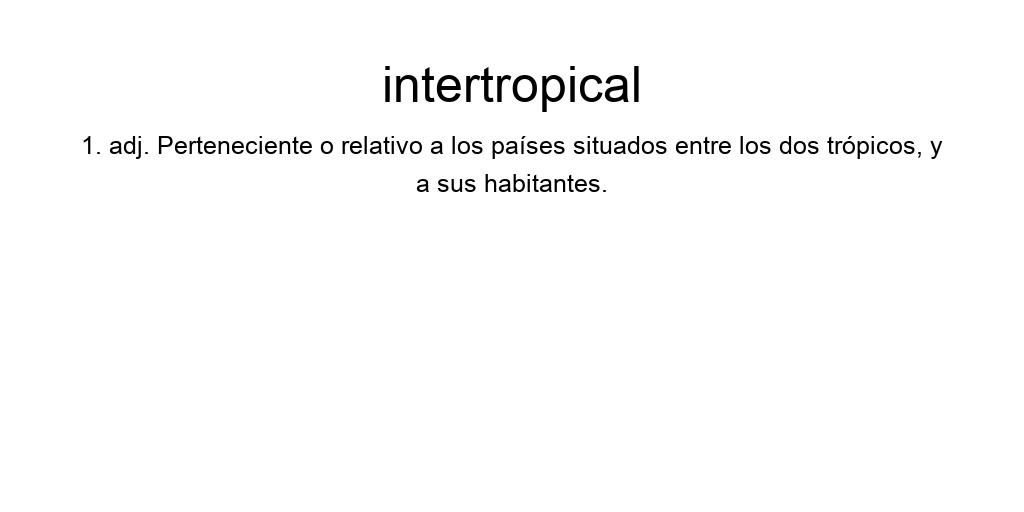 intertropical
1. adj. Perteneciente o relativo a los países situados entre los dos trópicos, y
a sus habitantes.